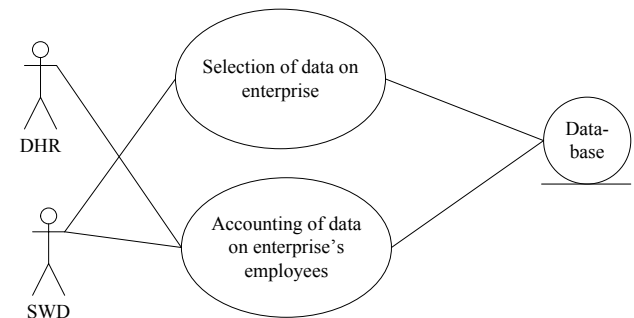 Selection of data on
enterprise
DHR
Data-
base
Accounting of data
on enterprise's
employees
SWD